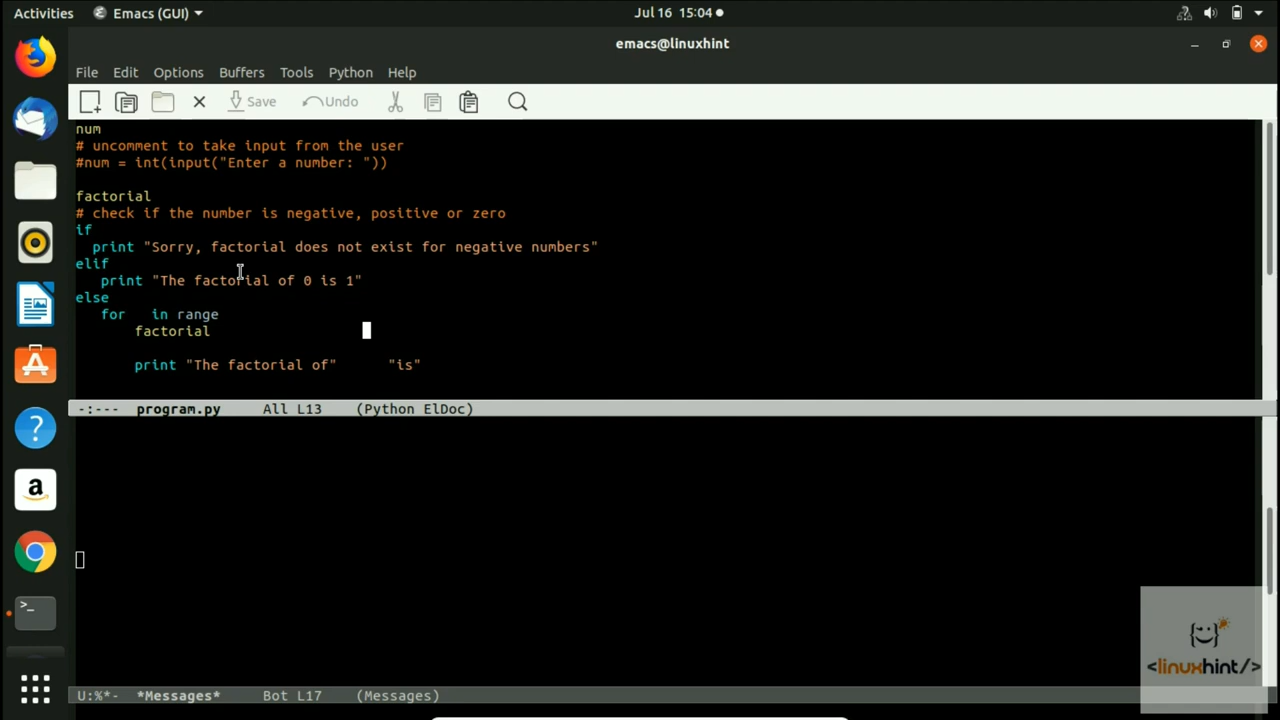 Activities Emacs (GUI) Jul 16 15:04
emacs@linuxhint
File Edit Options Buffers Tools Python Help
Save Undo
num
# uncomment to take input from the user
#num = int(input("Enter a number: "))
factorial
# check if the number is negative, positive or zero
if
print "Sorry, factorial does not exist for negative numbers"
elif
print "The factorial of 0 is 1"
else
for in range
factorial
print "The factorial of" "is"
-:--- program.py All L13 (Python ElDoc)
<linuxhint/>
U:%*- *Messages* Bot L17 (Messages)